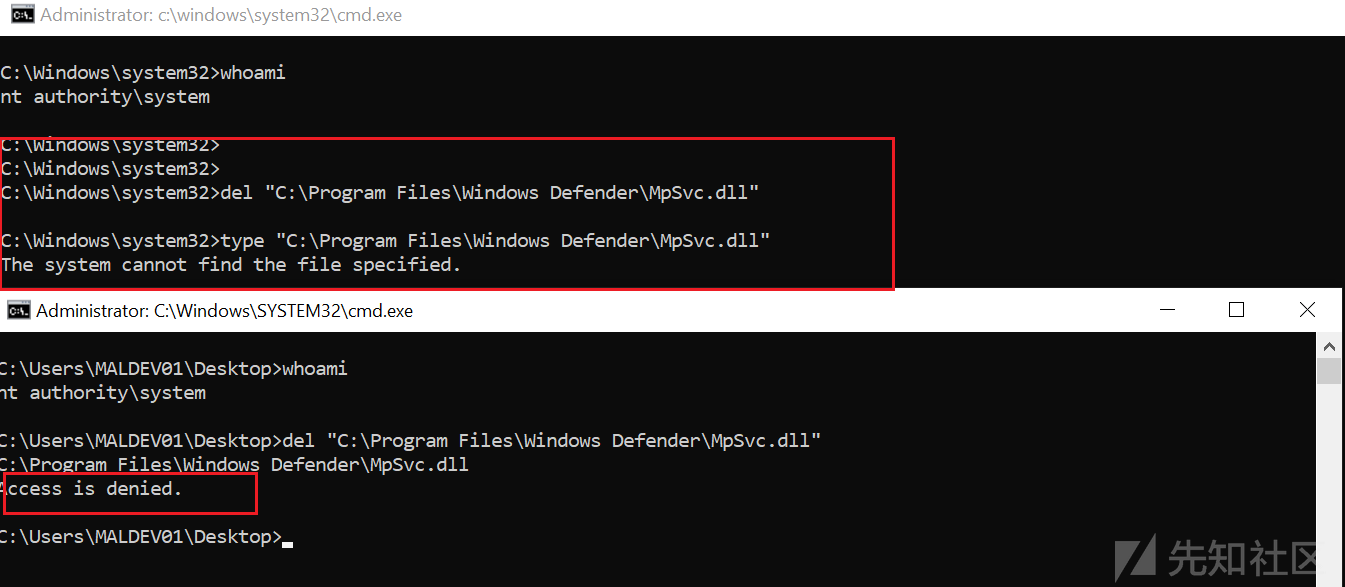 Administrator: c:\windows\system32\cmd.exe
C:\Windows\system32>whoami
nt authority\system
C:\Windows\system32>
C:\Windows\system32>
C:\Windows\system32>del "C:\Program Files\Windows Defender\MpSvc.dll"
C:\Windows\system32>type "C:\Program Files\Windows Defender\MpSvc.dll"
The system cannot find the file specified.
Administrator: C:\Windows\SYSTEM32\cmd.exe
C:\Users\MALDEV01\Desktop>whoami
nt authority\system
C:\Users\MALDEV01\Desktop>del "C:\Program Files\Windows Defender\MpSvc.dll"
C:\Program Files\Windows Defender\MpSvc.dll
Access is denied.
C:\Users\MALDEV01\Desktop>
先知社区